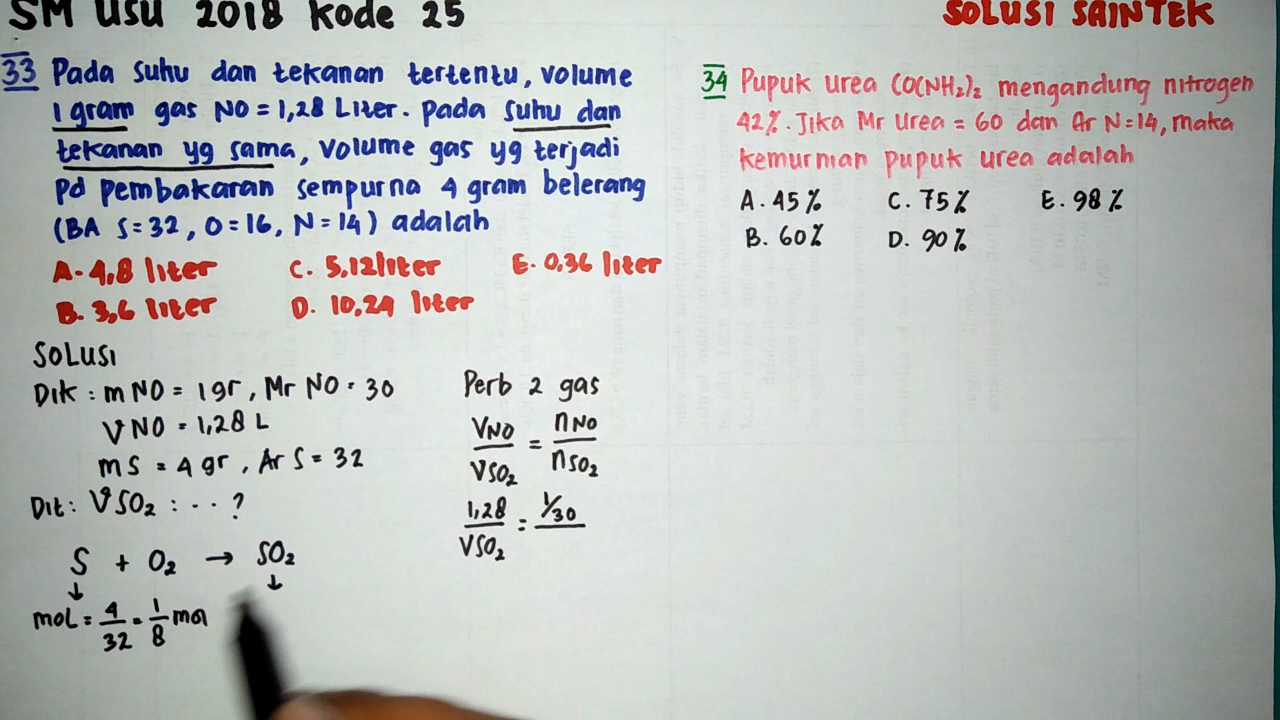 SM USU 2018 Kode 25
SOLUSI SAINTEK
33 Pada suhu dan tekanan tertentu, volume
1 gram gas NO = 1,28 Liter. Pada suhu dan
tekanan yg sama, volume gas yg terjadi
pd pembakaran sempurna 4 gram belerang
(BA S=32, O=16, N=14) adalah
A. 4,8 liter C. 5,12 liter E. 0,36 liter
B. 3,6 liter D. 10,24 liter
SOLUSI
Dik : m NO = 1 gr, Mr NO = 30
V NO = 1,28 L
m S = 4 gr, Ar S = 32
Dit : V SO₂ : ... ?
S + O₂ → SO₂
↓ ↓
mol = 4/32 = 1/8 mol
Perb 2 gas
VNO/VSO₂ = nNO/nSO₂
1,28/VSO₂ = 1/30
34 Pupuk urea CO(NH₂)₂ mengandung nitrogen
42%. Jika Mr Urea = 60 dan Ar N = 14, maka
kemurnian pupuk urea adalah
A. 45% C. 75% E. 98%
B. 60% D. 90%